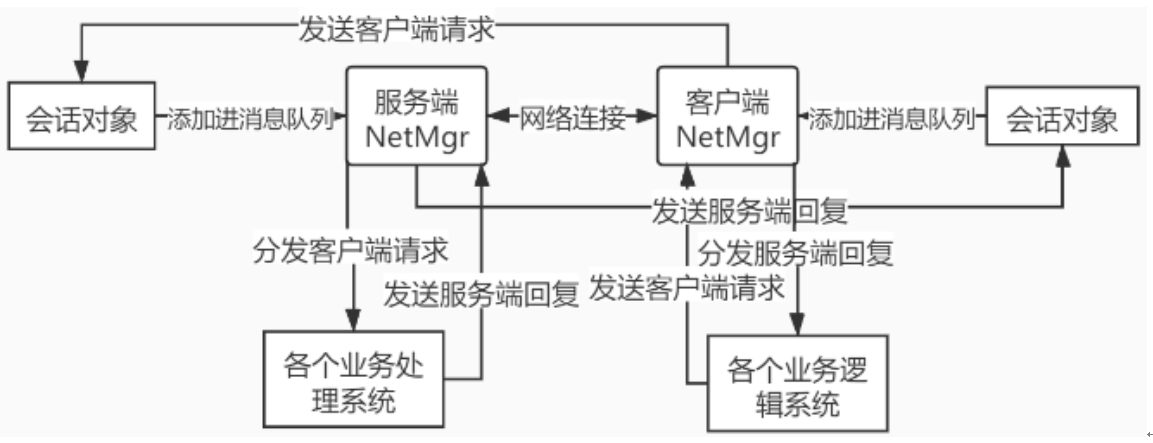 发送客户端请求
会话对象
添加进消息队列
服务端
NetMgr
网络连接
客户端
NetMgr
添加进消息队列
会话对象
发送服务端回复
分发客户端请求
分发服务端回复
发送服务端回复
发送客户端请求
各个业务处
理系统
各个业务逻
辑系统